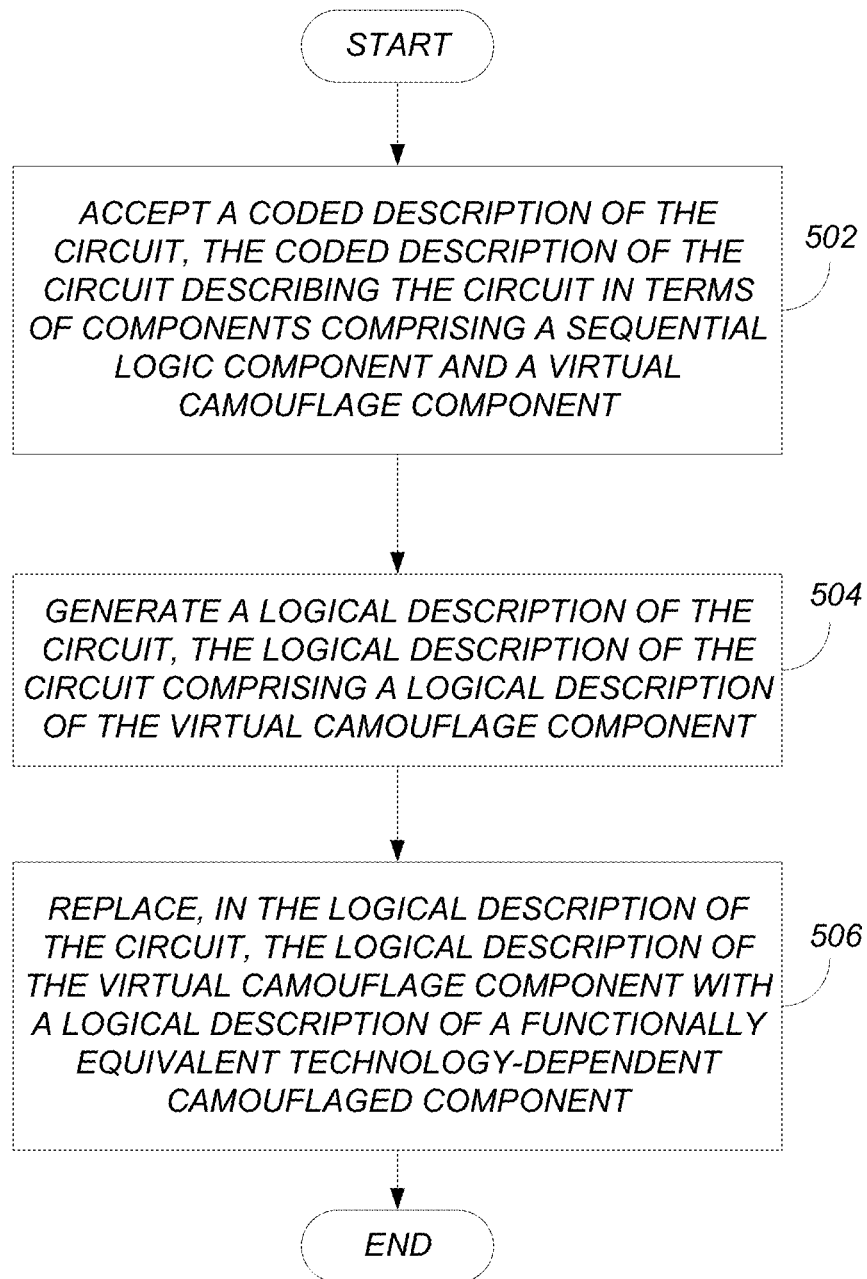 START
ACCEPT A CODED DESCRIPTION OF THE
CIRCUIT, THE CODED DESCRIPTION OF THE
CIRCUIT DESCRIBING THE CIRCUIT IN TERMS
OF COMPONENTS COMPRISING A SEQUENTIAL
LOGIC COMPONENT AND A VIRTUAL
CAMOUFLAGE COMPONENT
502
GENERATE A LOGICAL DESCRIPTION OF THE
CIRCUIT, THE LOGICAL DESCRIPTION OF THE
CIRCUIT COMPRISING A LOGICAL DESCRIPTION
OF THE VIRTUAL CAMOUFLAGE COMPONENT
504
REPLACE, IN THE LOGICAL DESCRIPTION OF
THE CIRCUIT, THE LOGICAL DESCRIPTION OF
THE VIRTUAL CAMOUFLAGE COMPONENT WITH
A LOGICAL DESCRIPTION OF A FUNCTIONALLY
EQUIVALENT TECHNOLOGY-DEPENDENT
CAMOUFLAGED COMPONENT
506
END